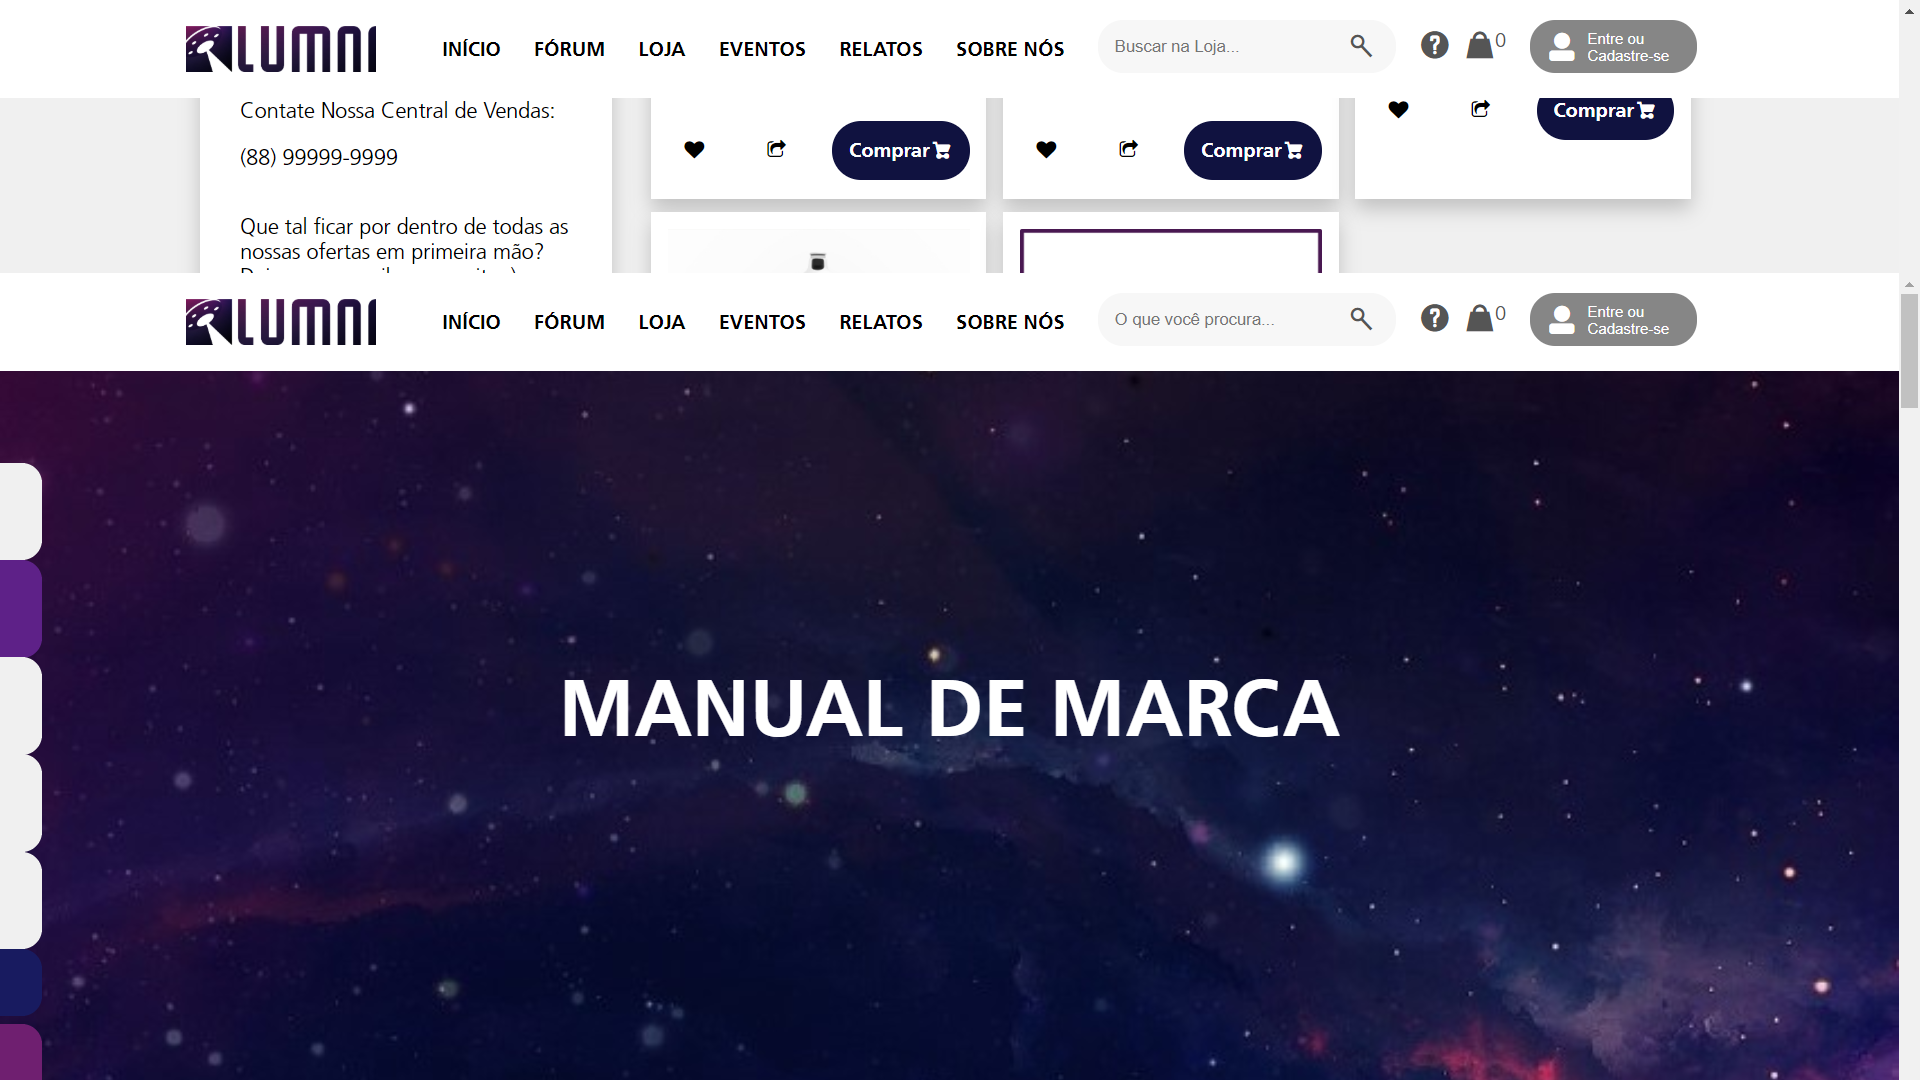 LUMNI INÍCIO FÓRUM LOJA EVENTOS RELATOS SOBRE NÓS Buscar na Loja... 0 Entre ou
Cadastre-se
Contate Nossa Central de Vendas:
(88) 99999-9999
Comprar Comprar Comprar
Que tal ficar por dentro de todas as
nossas ofertas em primeira mão?
LUMNI INÍCIO FÓRUM LOJA EVENTOS RELATOS SOBRE NÓS O que você procura... 0 Entre ou
Cadastre-se
MANUAL DE MARCA